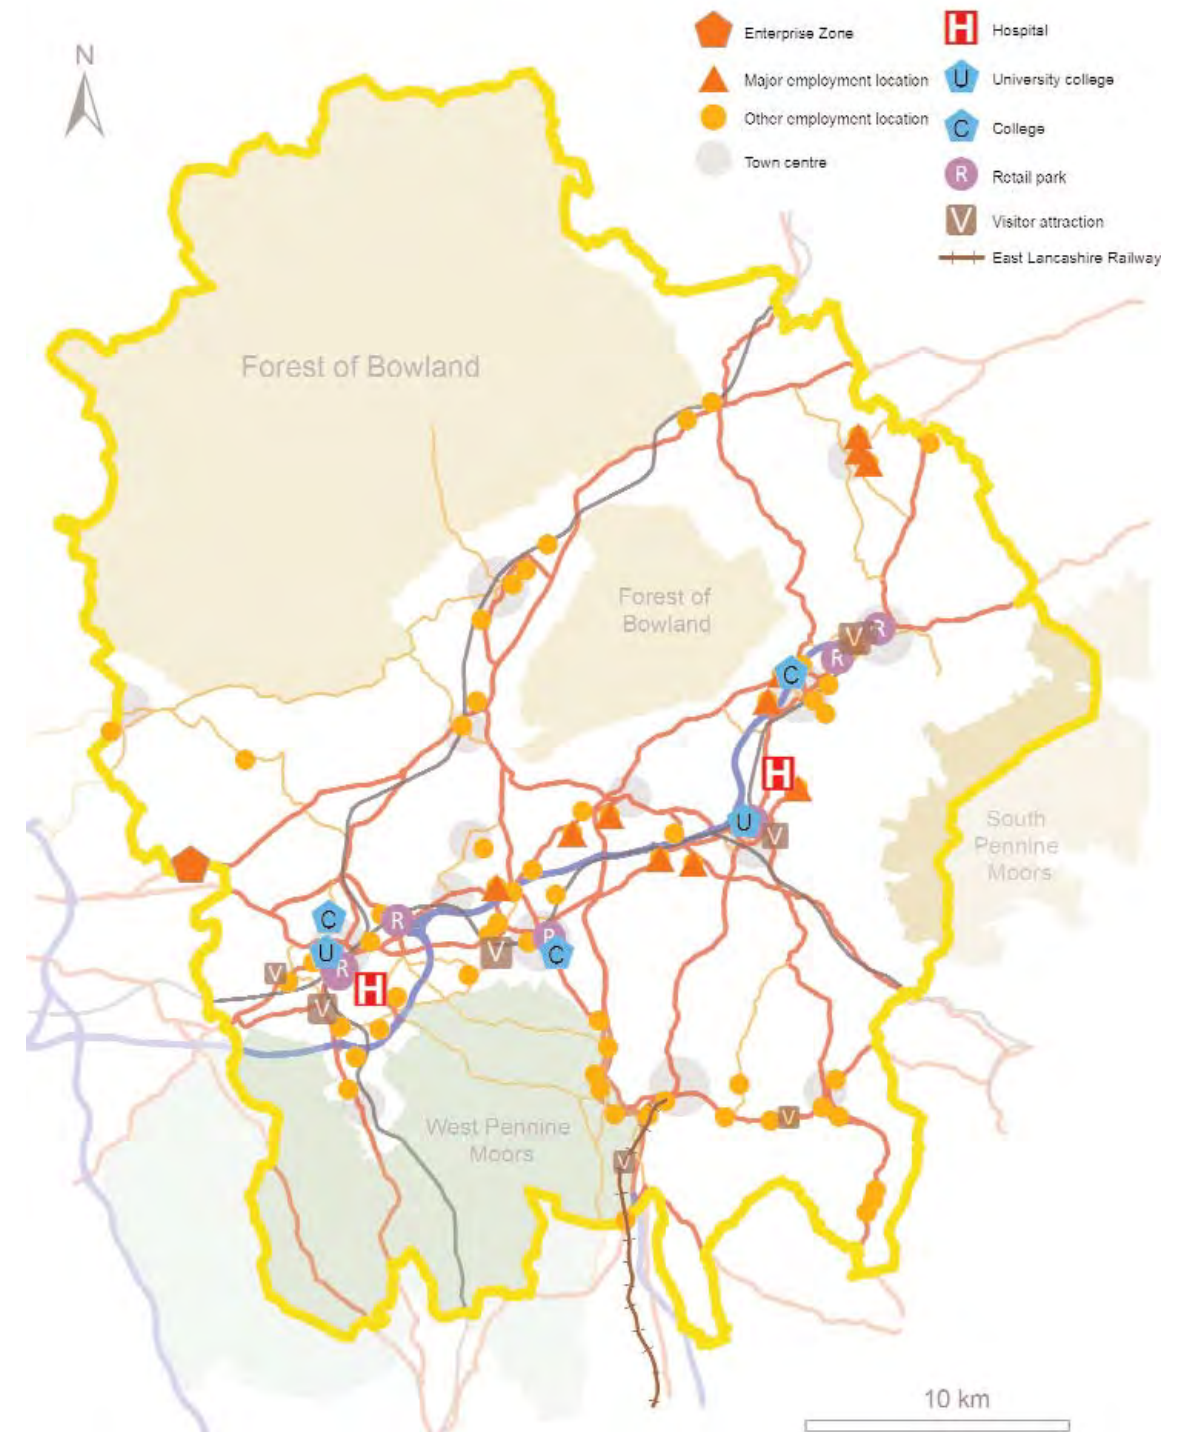 N
Enterprise Zone
Major employment location
Other employment location
Town centre
H Hospital
U University college
C College
R Retail park
V Visitor attraction
East Lancashire Railway
Forest of Bowland
Forest of
Bowland
R
V
R
C
H
South
Pennine
Moors
U
V
C
R
R
U
V
C
V
R
H
V
West Pennine
Moors
V
V
10 km